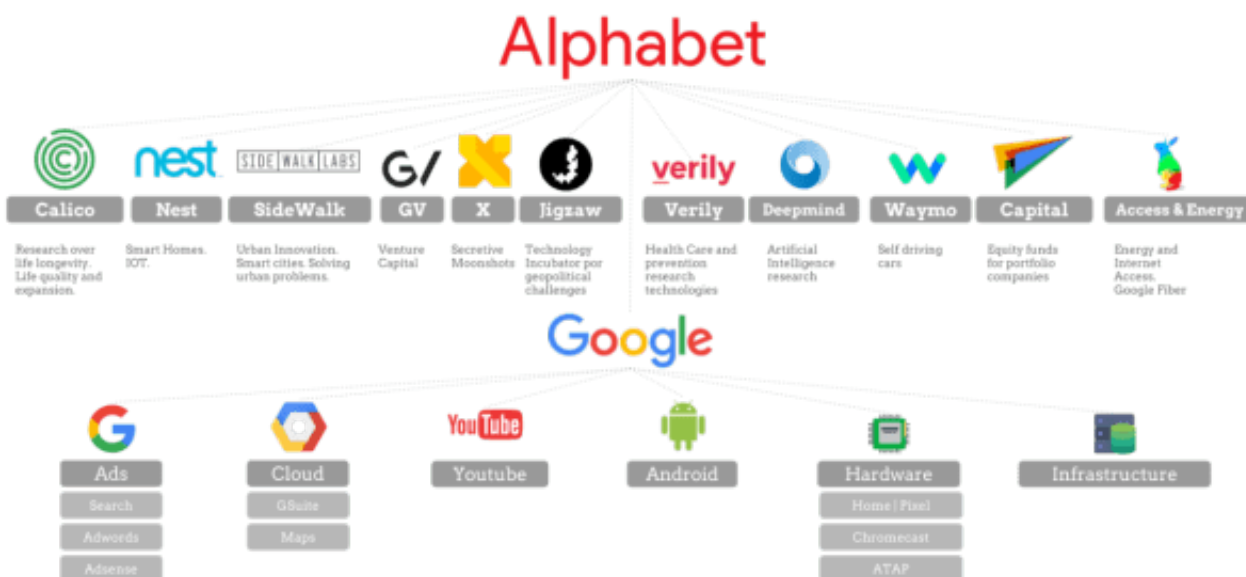 Alphabet
nest
SIDE WALK LABS
G/
verily
Calico
Nest
SideWalk
GV
X
Jigzaw
Verily
Deepmind
Waymo
Capital
Access & Energy
Research over
life longevity.
Life quality and
expansion.
Smart Homes.
IOT.
Urban Innovation.
Smart cities. Solving
urban problems.
Venture
Capital
Secretive
Moonshots
Technology
Incubator por
geopolitical
challenges
Health Care and
prevention
research
technologies
Artificial
Intelligence
research
Self driving
cars
Equity funds
for portfolio
companies
Energy and
Internet
Access.
Google Fiber
Google
G
YouTube
Ads
Cloud
Youtube
Android
Hardware
Infrastructure
Search
GSuite
Home | Pixel
Adwords
Maps
Chromecast
Adsense
ATAP